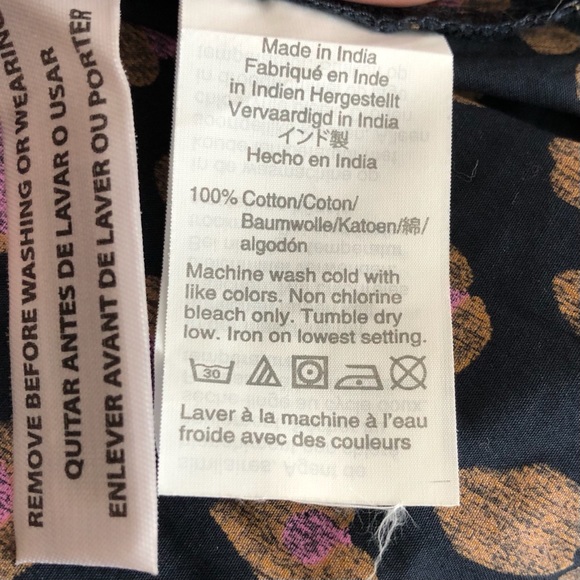 REMOVE BEFORE WASHING OR WEARING
QUITAR ANTES DE LAVAR O USAR
ENLEVER AVANT DE LAVER OU PORTER
Made in India
Fabriqué en Inde
in Indien Hergestellt
Vervaardigd in India
インド製
Hecho en India
100% Cotton/Coton/
Baumwolle/Katoen/綿/
algodón
Machine wash cold with
like colors. Non chlorine
bleach only. Tumble dry
low. Iron on lowest setting.
30
Laver à la machine à l'eau
froide avec des couleurs